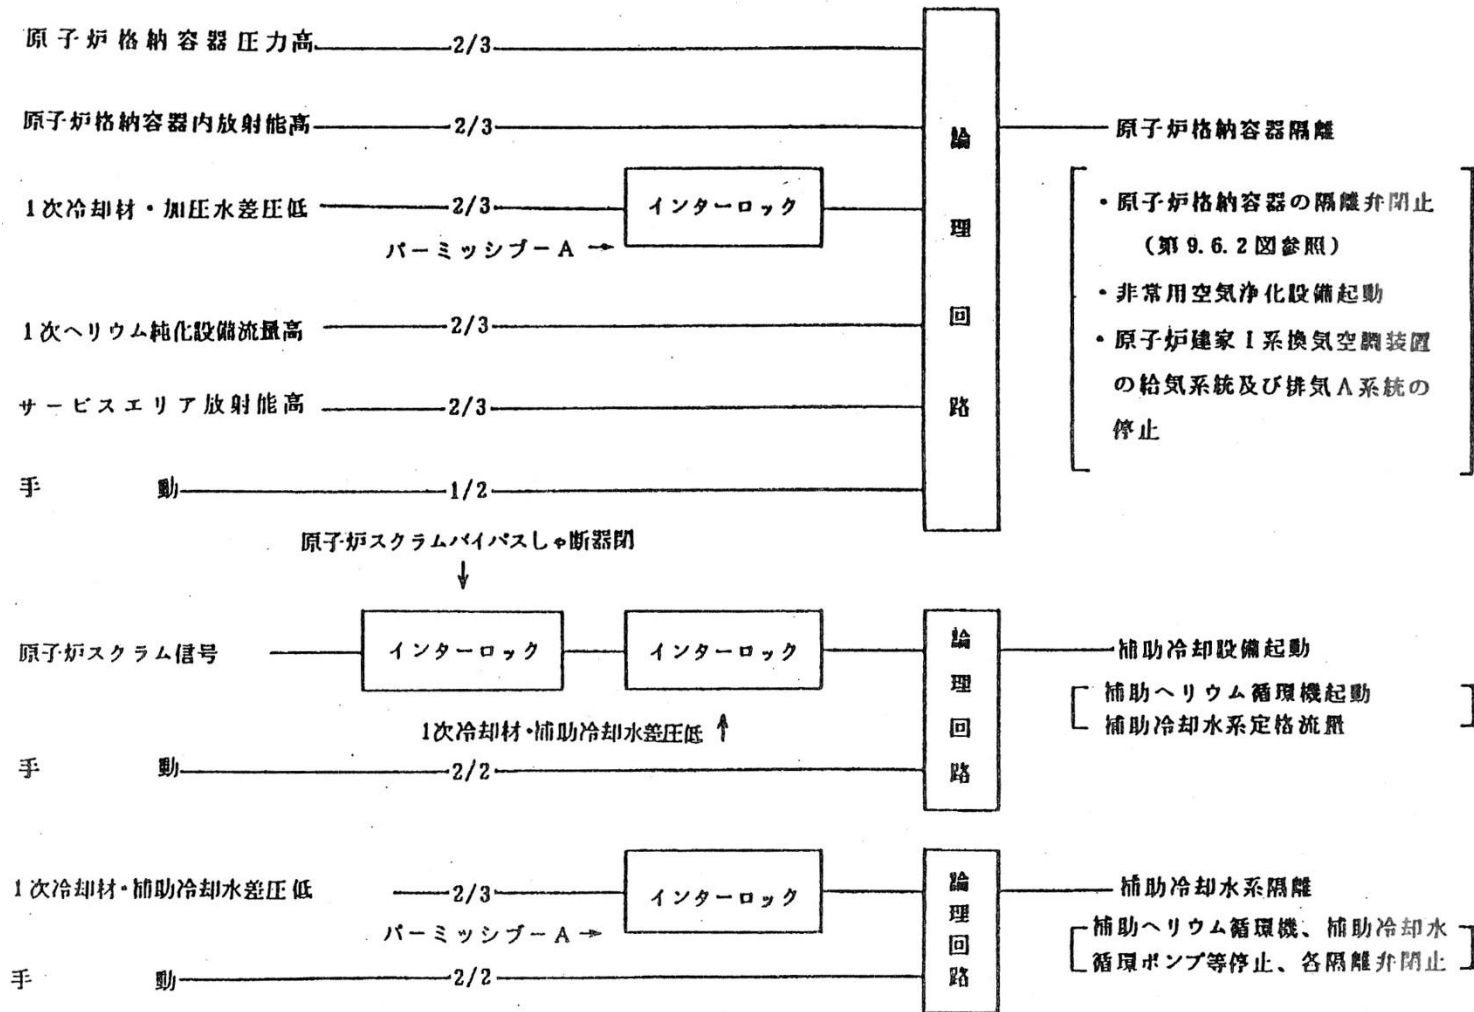 原子炉格納容器圧力高 2/3
原子炉格納容器内放射能高 2/3
1次冷却材・加圧水差圧低 2/3 インターロック
パーミッシブ－A →
1次ヘリウム純化設備流量高 2/3
サービスエリア放射能高 2/3
手動 1/2
論理回路
原子炉格納容器隔離
・原子炉格納容器の隔離弁閉止
(第9.6.2図参照)
・非常用空気浄化設備起動
・原子炉建家Ⅰ系換気空調装置
の給気系統及び排気A系統の
停止
原子炉スクラムバイパスしゃ断器閉
↓
原子炉スクラム信号 インターロック インターロック
1次冷却材・補助冷却水差圧低 ↑
手動 2/2
論理回路
補助冷却設備起動
補助ヘリウム循環機起動
補助冷却水系定格流量
1次冷却材・補助冷却水差圧低 2/3 インターロック
パーミッシブ－A →
手動 2/2
論理回路
補助冷却水系隔離
補助ヘリウム循環機、補助冷却水
循環ポンプ等停止、各隔離弁閉止